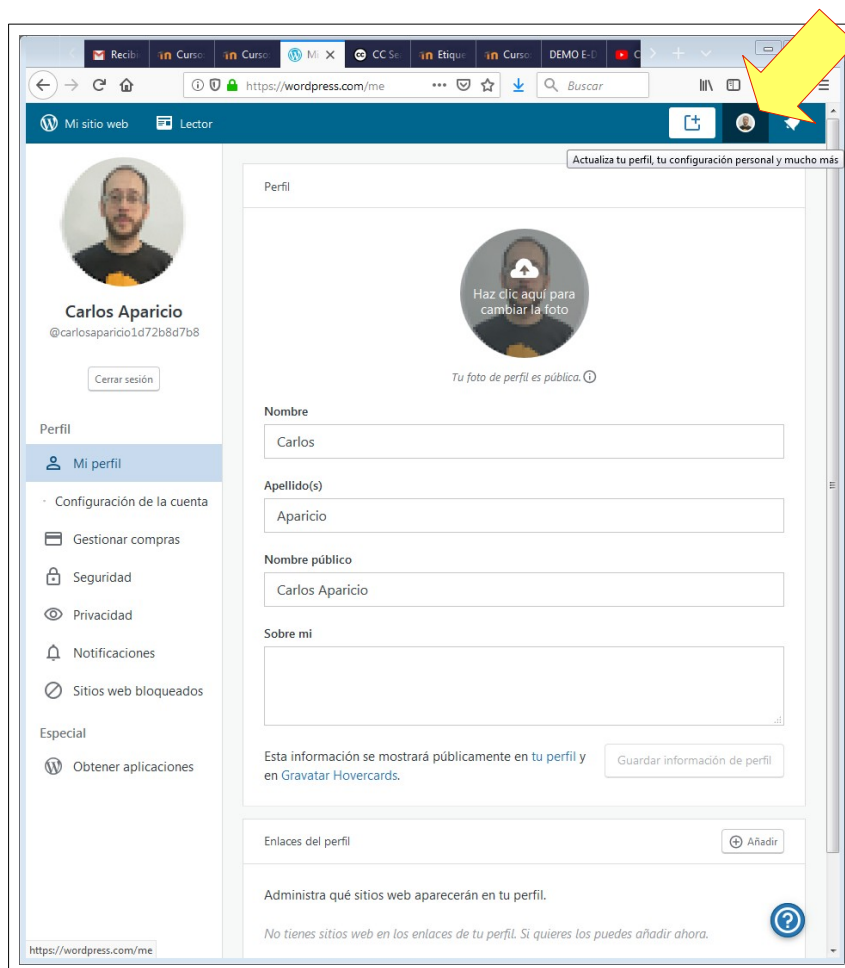 Recibi
Curso
Curso
Mi
CC Se
Etique
Curso
DEMO E-D
C
https://wordpress.com/me
Buscar
Mi sitio web
Lector
Actualiza tu perfil, tu configuración personal y mucho más
Carlos Aparicio
@carlosaparicio1d72b8d7b8
Cerrar sesión
Perfil
Mi perfil
Configuración de la cuenta
Gestionar compras
Seguridad
Privacidad
Notificaciones
Sitios web bloqueados
Especial
Obtener aplicaciones
Perfil
Haz clic aquí para
cambiar la foto
Tu foto de perfil es pública.
Nombre
Carlos
Apellido(s)
Aparicio
Nombre público
Carlos Aparicio
Sobre mi
Esta información se mostrará públicamente en tu perfil y
en Gravatar Hovercards.
Guardar información de perfil
Enlaces del perfil
Añadir
Administra qué sitios web aparecerán en tu perfil.
No tienes sitios web en los enlaces de tu perfil. Si quieres los puedes añadir ahora.
https://wordpress.com/me